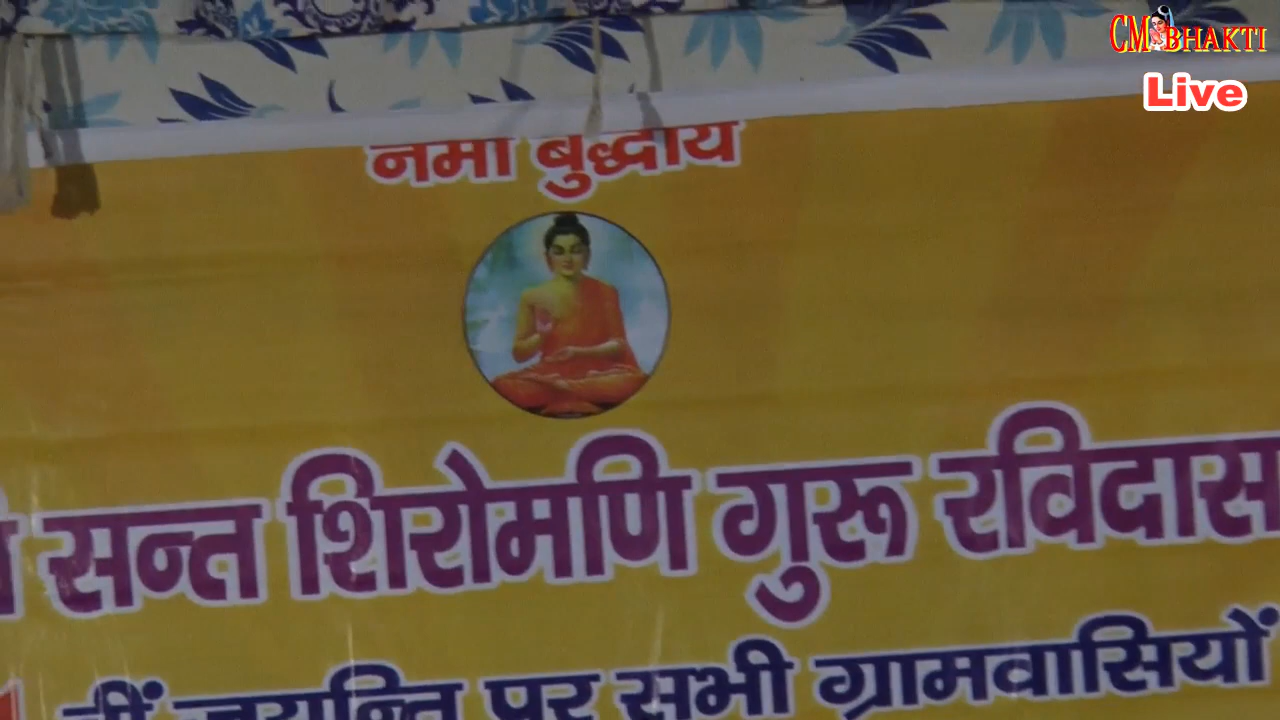 CM BHAKTI
Live
नमो बुद्धाय
सन्त शिरोमणि गुरू रविदास
वीं जयन्ति पर सभी ग्रामवासियों